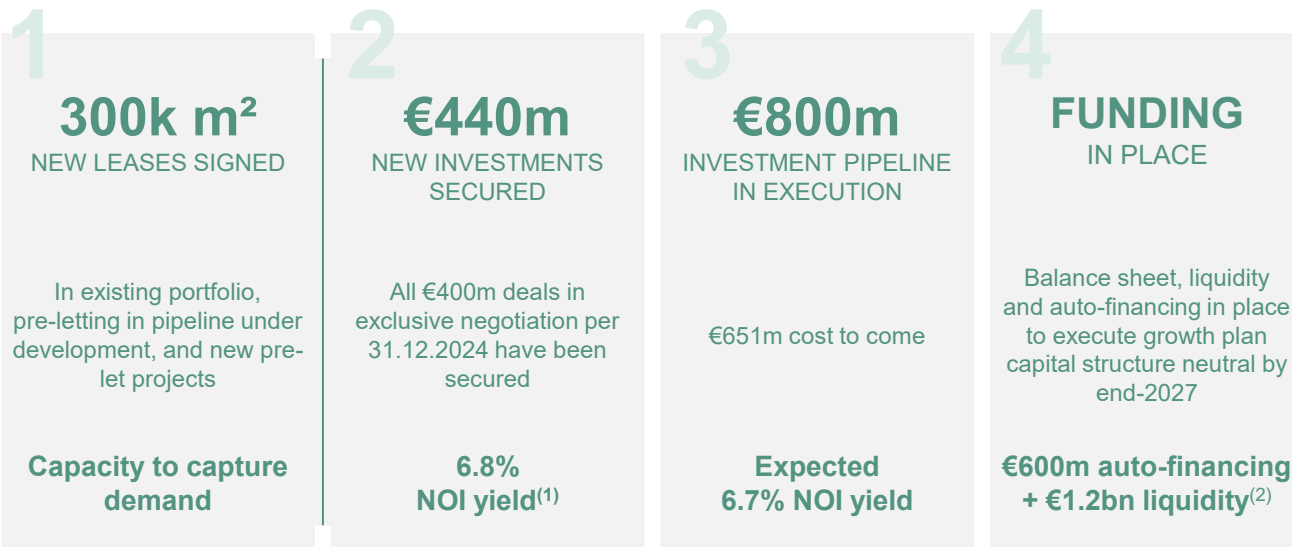 1
300k m²
NEW LEASES SIGNED
In existing portfolio,
pre-letting in pipeline under
development, and new pre-
let projects
Capacity to capture
demand
2
€440m
NEW INVESTMENTS
SECURED
All €400m deals in
exclusive negotiation per
31.12.2024 have been
secured
6.8%
NOI yield(1)
3
€800m
INVESTMENT PIPELINE
IN EXECUTION
€651m cost to come
Expected
6.7% NOI yield
4
FUNDING
IN PLACE
Balance sheet, liquidity
and auto-financing in place
to execute growth plan
capital structure neutral by
end-2027
€600m auto-financing
+ €1.2bn liquidity(2)